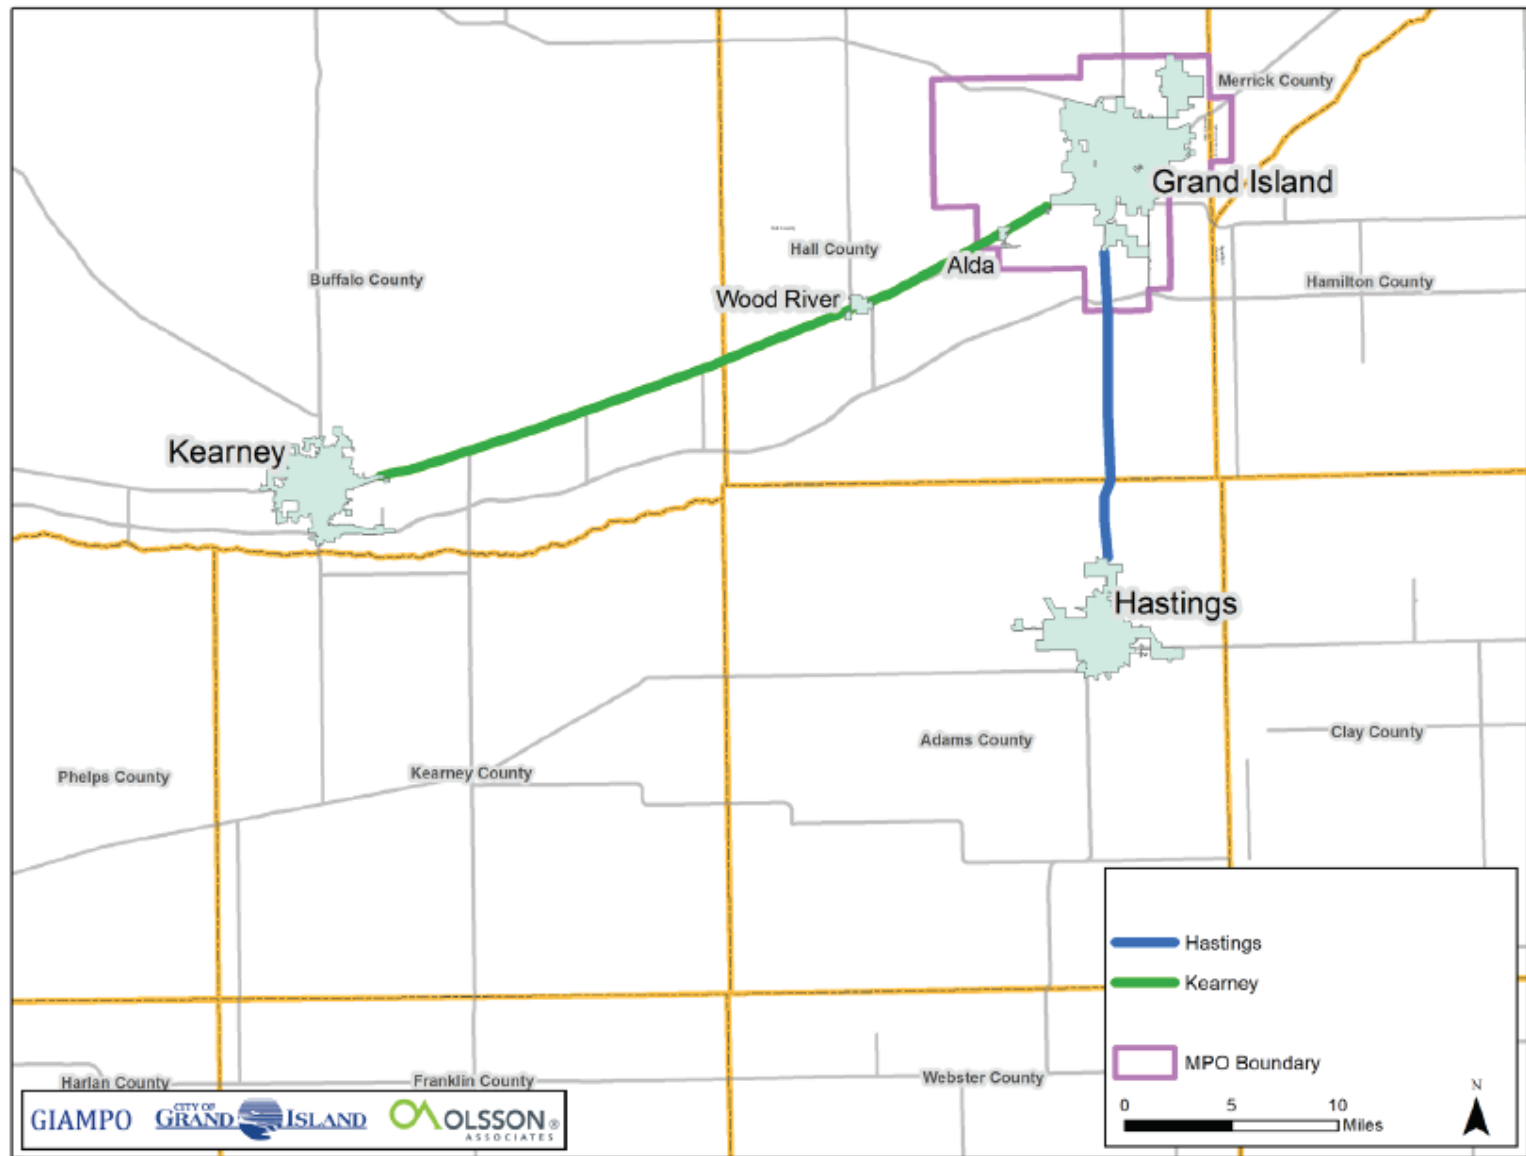 Merrick County
Grand Island
Hall County
Alda
Buffalo County
Hamilton County
Wood River
Kearney
Hastings
Adams County
Clay County
Phelps County
Kearney County
Hastings
Kearney
MPO Boundary
Harlan County
Franklin County
Webster County
N
0 5 10
Miles
GIAMPO
CITY OF
GRAND ISLAND
OLSSON ®
ASSOCIATES